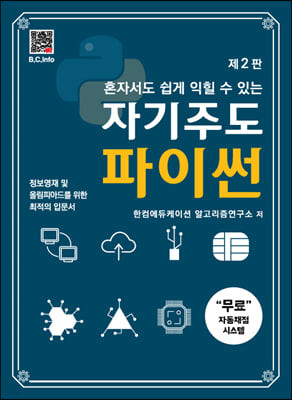 B.C.Info
제2판
혼자서도 쉽게 익힐 수 있는
자기주도
파이썬
정보영재 및
올림피아드를 위한
최적의 입문서
한컴에듀케이션 알고리즘연구소 저
“무료”
자동채점
시스템